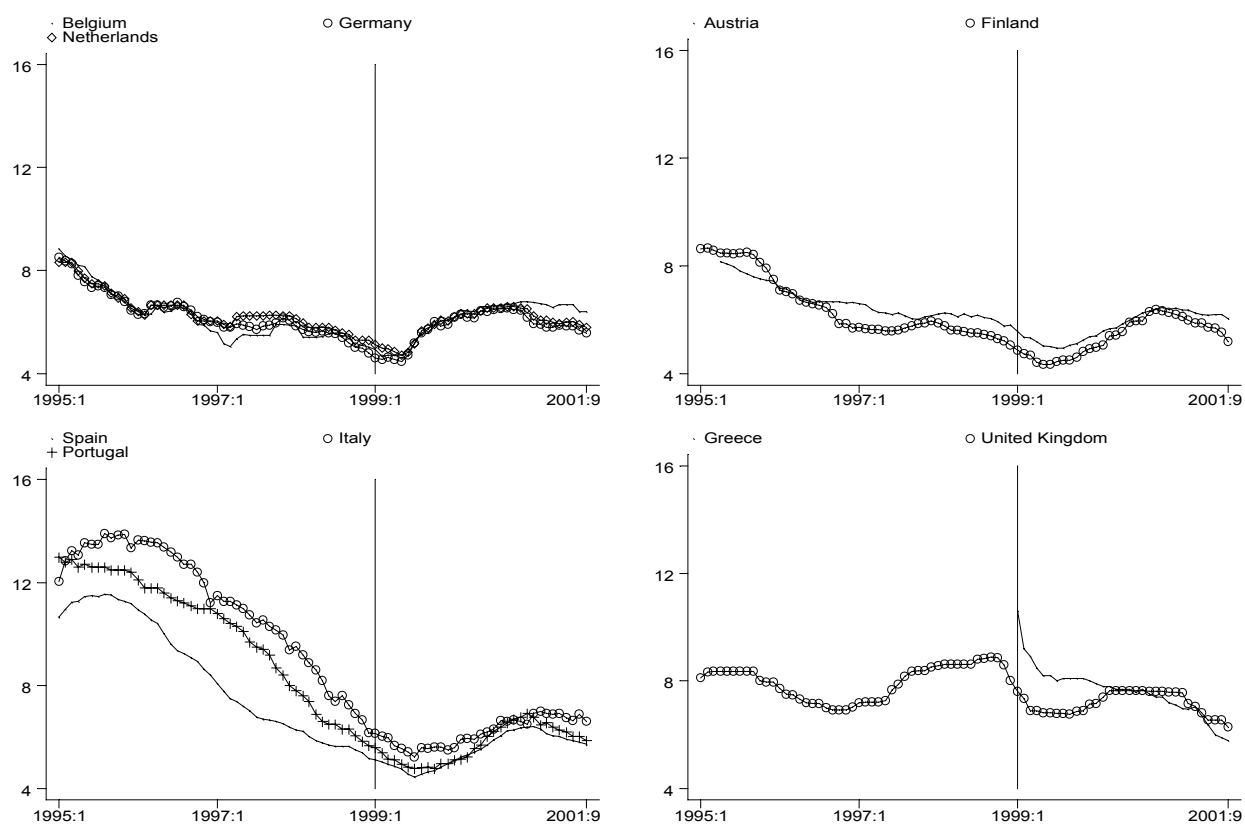 Belgium Germany
Netherlands
16
12
8
4
1995:1 1997:1 1999:1 2001:9
Austria Finland
16
12
8
4
1995:1 1997:1 1999:1 2001:9
Spain Italy
Portugal
16
12
8
4
1995:1 1997:1 1999:1 2001:9
Greece United Kingdom
16
12
8
4
1995:1 1997:1 1999:1 2001:9